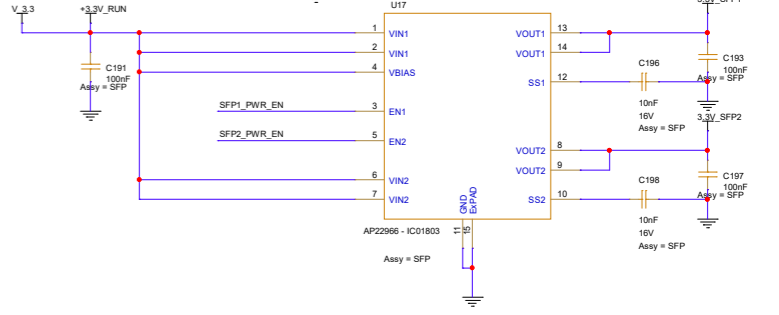 U17
V_3.3
+3.3V_RUN
3.3V_SFP1
1
VIN1
VOUT1
13
2
VIN1
VOUT1
14
4
VBIAS
SS1
12
C191
100nF
Assy = SFP
C196
10nF
16V
Assy = SFP
C193
100nF
Assy = SFP
SFP1_PWR_EN
3
EN1
SFP2_PWR_EN
5
EN2
3.3V_SFP2
VOUT2
8
VOUT2
9
6
VIN2
7
VIN2
SS2
10
C198
10nF
16V
Assy = SFP
C197
100nF
Assy = SFP
GND
ExPAD
11
15
AP22966 - IC01803
Assy = SFP